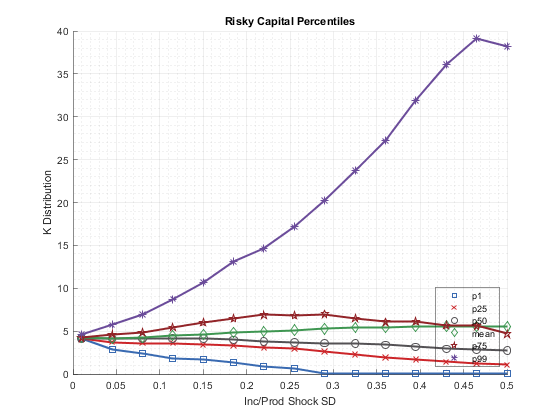 Risky Capital Percentiles
40
35
30
25
20
15
10
5
0
K Distribution
p1
p25
p50
mean
p75
p99
0 0.05 0.1 0.15 0.2 0.25 0.3 0.35 0.4 0.45 0.5
Inc/Prod Shock SD